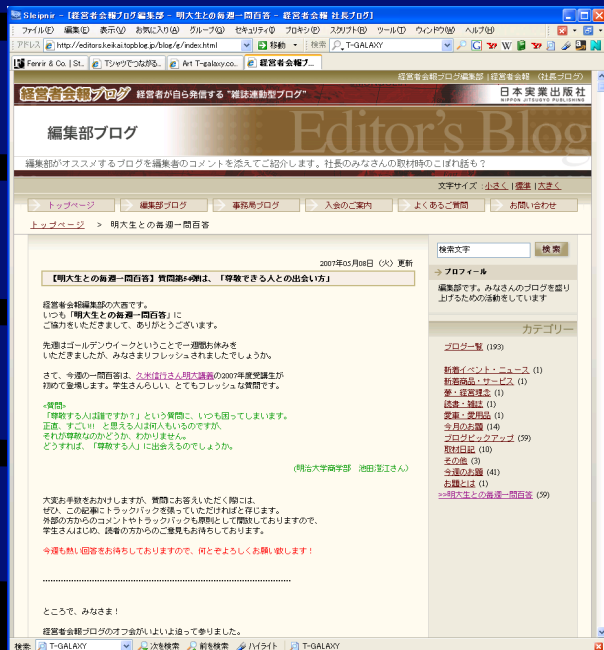 Sleipnir - [経営者会報ブログ編集部 - 明大生との毎週一問百答 - 経営者会報 社長ブログ]
ファイル(F) 編集(E) 表示(V) お気に入り(A) グループ(G) セキュリティ(I) プロキシ(P) スクリプト(R) ツール(T) ウィンドウ(W) ヘルプ(H)
アドレス http://editors.keikai.topblog.jp/blog/g/index.html 移動 検索 T-GALAXY
Fenrir & Co. | St.. Tシャツでつながる.. Art T-galaxy.co.. 経営者会報ブ...
経営者会報ブログ編集部 | 経営者会報 (社長ブログ)
経営者会報ブログ 経営者が自ら発信する "雑誌連動型ブログ"
日本実業出版社
NIPPON JITSUGYO PUBLISHING
編集部ブログ Editor's Blog
編集部がオススメするブログを編集者のコメントを添えてご紹介します。社長のみなさんの取材時のこぼれ話も?
文字サイズ :小さく | 標準 | 大きく
トップページ 編集部ブログ 事務局ブログ 入会のご案内 よくあるご質問 お問い合わせ
トップページ > 明大生との毎週一問百答
2007年05月08日 (火) 更新
【明大生との毎週一問百答】質問第54弾は、「尊敬できる人との出会い方」
経営者会報編集部の大西です。
いつも「明大生との毎週一問百答」に
ご協力をいただきまして、ありがとうございます。
先週はゴールデンウイークということで一週間お休みを
いただきましたが、みなさまリフレッシュされましたでしょうか。
さて、今週の一問百答は、久米信行さん明大講義の2007年度受講生が
初めて登場します。学生さんらしい、とてもフレッシュな質問です。
<質問>
「尊敬する人は誰ですか?」という質問に、いつも困ってしまいます。
正直、すごい!! と思える人は何人もいるのですが、
それが尊敬なのかどうか、わかりません。
どうすれば、「尊敬する人」に出会えるのでしょうか。
(明治大学商学部 池田澄江さん)
大変お手数をおかけしますが、質問にお答えいただく際には、
ぜひ、この記事にトラックバックを張っていただければと存じます。
外部の方からのコメントやトラックバックも原則として開放しておりますので、
学生さんはじめ、読者の方からのご意見もお待ちしております。
今週も熱い回答をお待ちしておりますので、何とぞよろしくお願い致します!
ところで、みなさま!
経営者会報ブログのオフ会がいよいよ迫って参りました。
検索文字 検索
プロフィール
編集部です。みなさんのブログを盛り
上げるための活動をしています
カテゴリー
ブログ一覧 (193)
新着イベント・ニュース (1)
新着商品・サービス (1)
夢・経営理念 (1)
読書・雑誌 (1)
愛車・愛用品 (1)
今月のお題 (14)
ブログピックアップ (59)
取材日記 (10)
その他 (3)
今週のお題 (41)
お題とは (1)
>>明大生との毎週一問百答 (59)
検索: T-GALAXY 次を検索 前を検索 ハイライト T-GALAXY